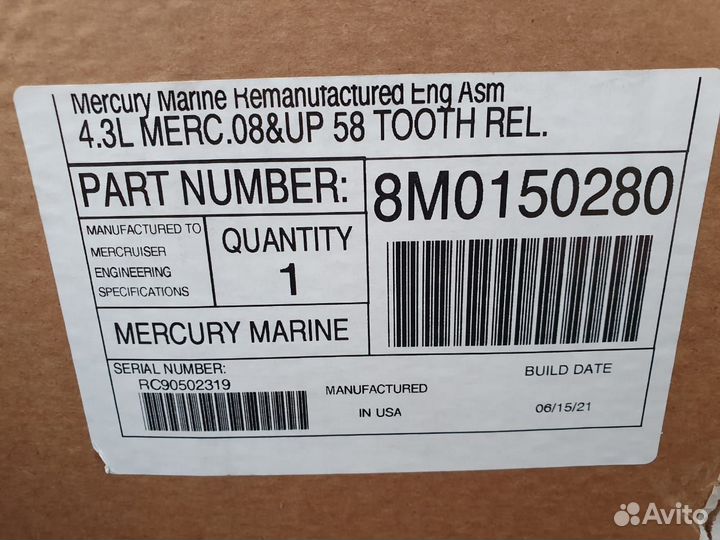 Mercury Marine Remanufactured Eng Asm
4.3L MERC.08&UP 58 TOOTH REL.
PART NUMBER:
8M0150280
MANUFACTURED TO
MERCRUISER
ENGINEERING
SPECIFICATIONS
QUANTITY
1
MERCURY MARINE
SERIAL NUMBER:
RC90502319
MANUFACTURED
IN USA
BUILD DATE
06/15/21
Avito